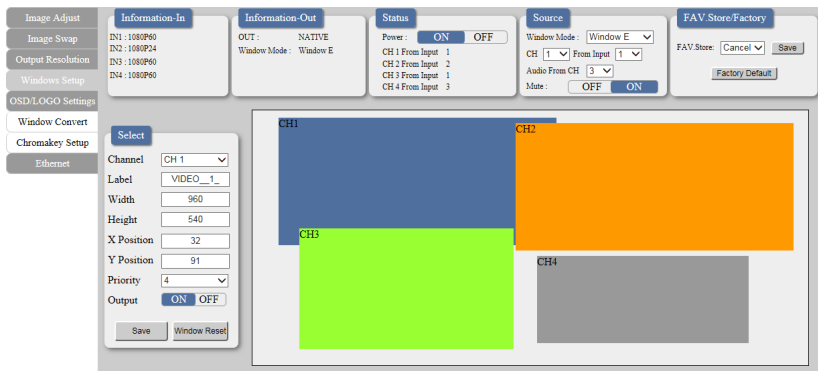 Image Adjust
Image Swap
Output Resolution
Windows Setup
OSD/LOGO Settings
Window Convert
Chromakey Setup
Ethernet
Information-In
IN1 : 1080P60
IN2 : 1080P24
IN3 : 1080P60
IN4 : 1080P60
Information-Out
OUT : NATIVE
Window Mode : Window E
Status
Power : ON OFF
CH 1 From Input 1
CH 2 From Input 2
CH 3 From Input 1
CH 4 From Input 3
Source
Window Mode : Window E
CH 1 From Input 1
Audio From CH 3
Mute : OFF ON
FAV.Store/Factory
FAV.Store: Cancel Save
Factory Default
Select
Channel CH 1
Label VIDEO__1_
Width 960
Height 540
X Position 32
Y Position 91
Priority 4
Output ON OFF
Save Window Reset
CH1
CH2
CH3
CH4